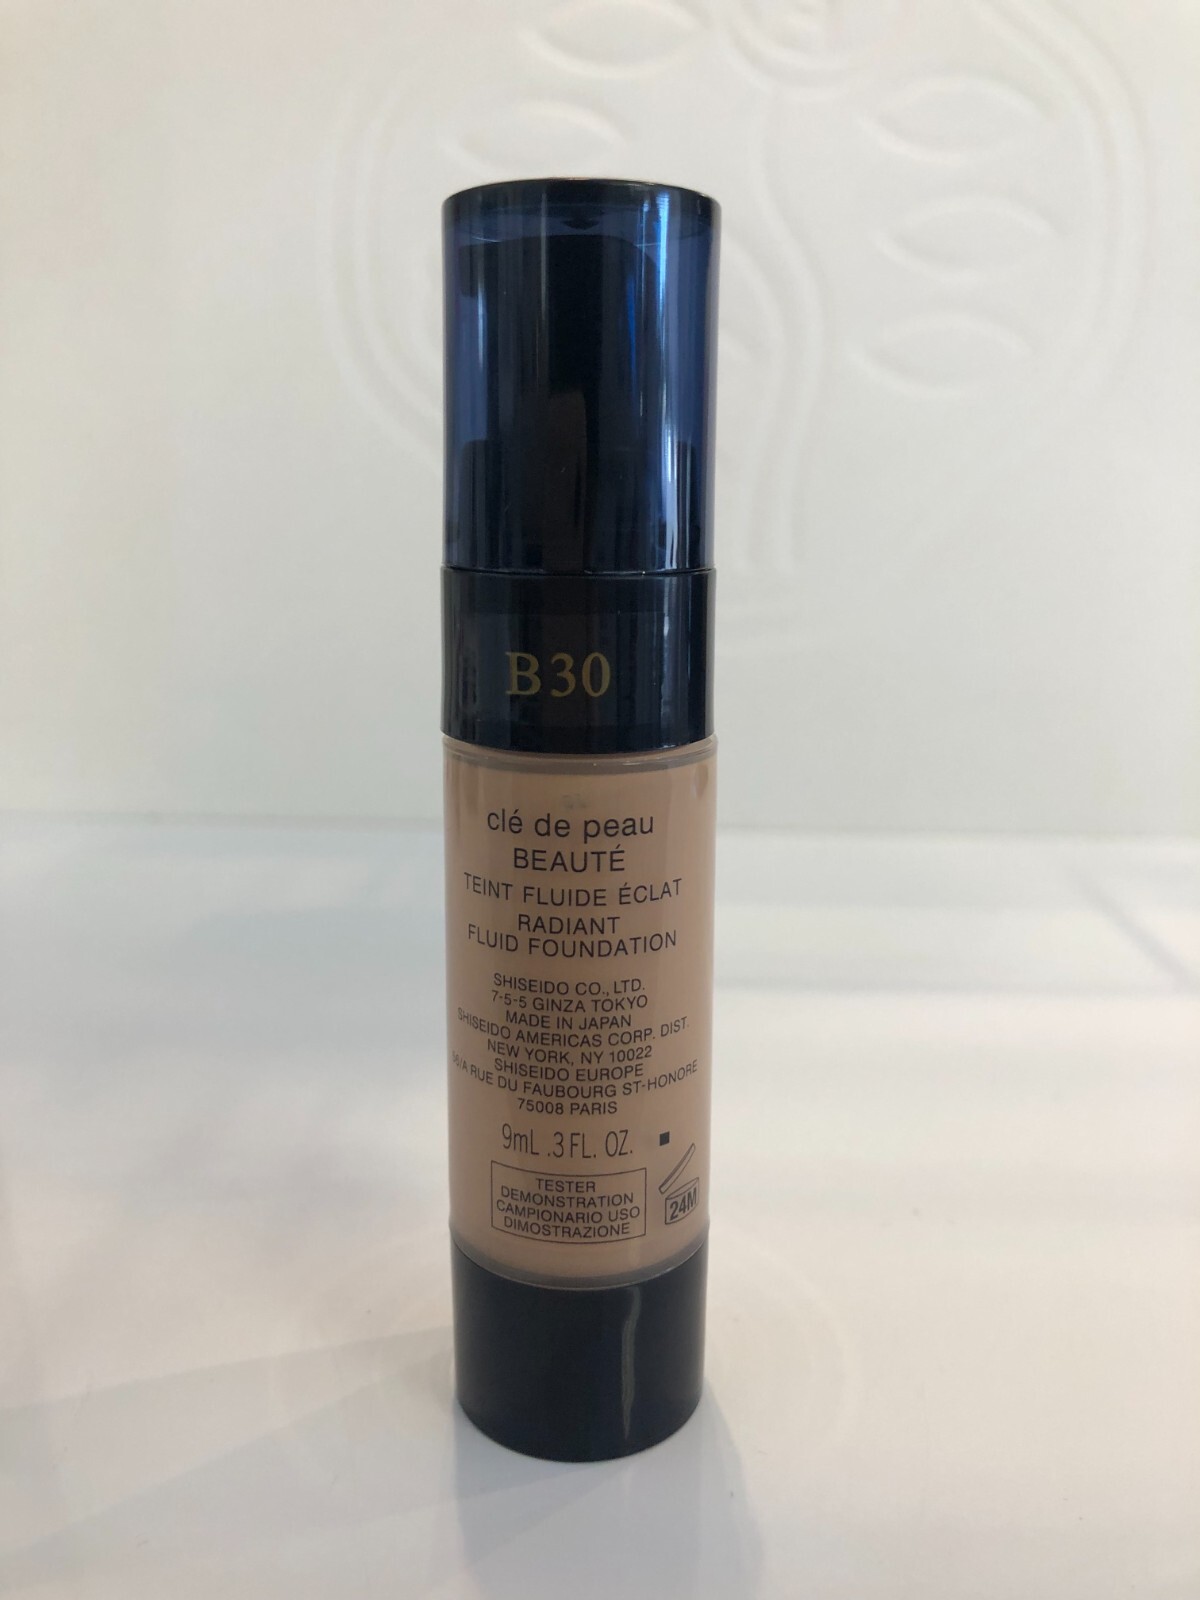 B30
clé de peau
BEAUTÉ
TEINT FLUIDE ÉCLAT
RADIANT
FLUID FOUNDATION
SHISEIDO CO., LTD.
7-5-5 GINZA TOKYO
MADE IN JAPAN
SHISEIDO AMERICAS CORP. DIST.
NEW YORK, NY 10022
SHISEIDO EUROPE
RUE DU FAUBOURG ST-HONORÉ
75008 PARIS
9mL .3 FL. OZ.
TESTER
DEMONSTRATION
CAMPIONARIO USO
DIMOSTRAZIONE
24M